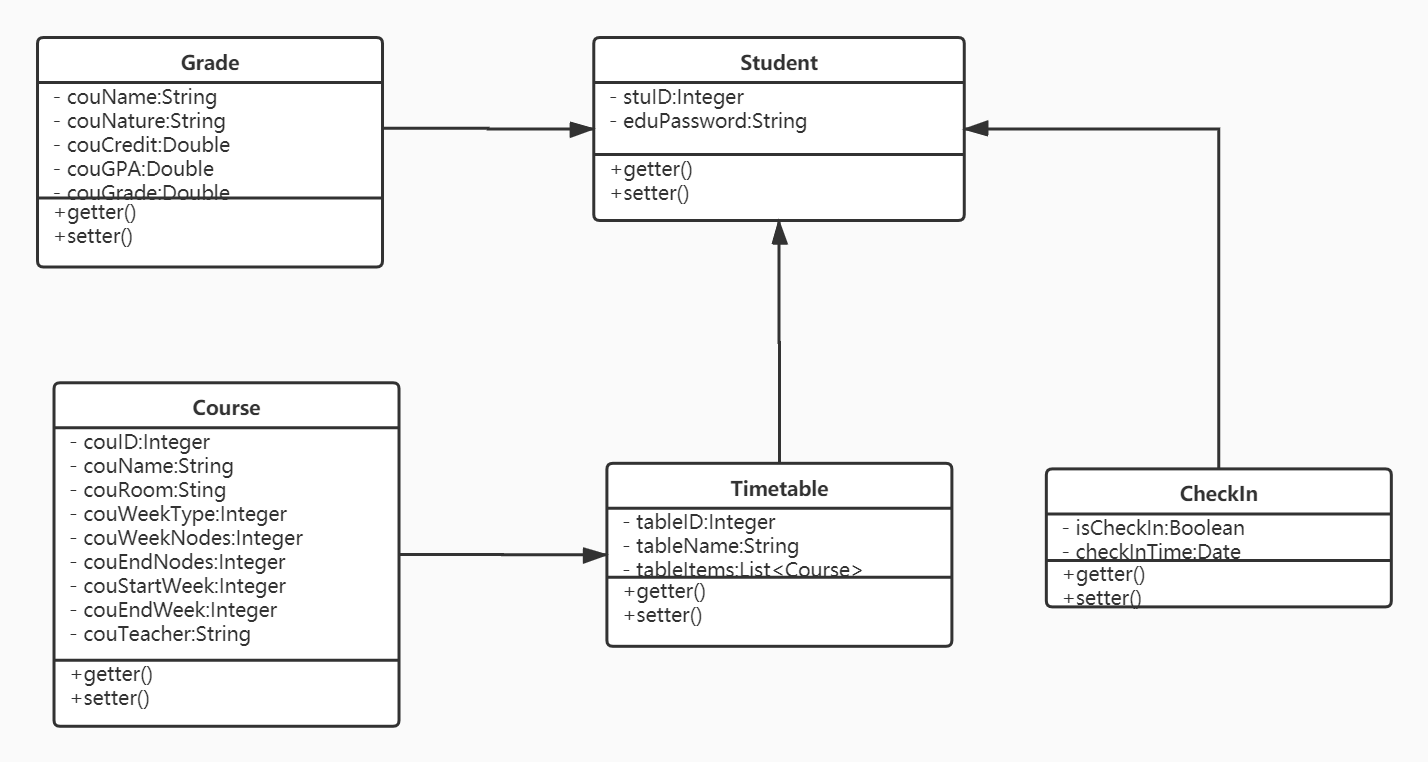 Grade
- couName:String
- couNature:String
- couCredit:Double
- couGPA:Double
- couGrade:Double
+getter()
+setter()
Student
- stuID:Integer
- eduPassword:String
+getter()
+setter()
Course
- couID:Integer
- couName:String
- couRoom:Sting
- couWeekType:Integer
- couWeekNodes:Integer
- couEndNodes:Integer
- couStartWeek:Integer
- couEndWeek:Integer
- couTeacher:String
+getter()
+setter()
Timetable
- tableID:Integer
- tableName:String
- tableItems:List<Course>
+getter()
+setter()
CheckIn
- isCheckIn:Boolean
- checkInTime:Date
+getter()
+setter()